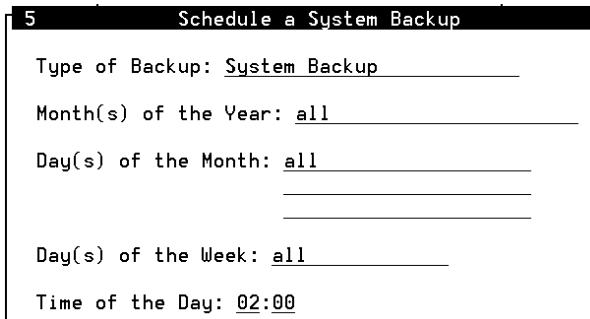 5 Schedule a System Backup
Type of Backup: System Backup
Month(s) of the Year: all
Day(s) of the Month: all
Day(s) of the Week: all
Time of the Day: 02:00